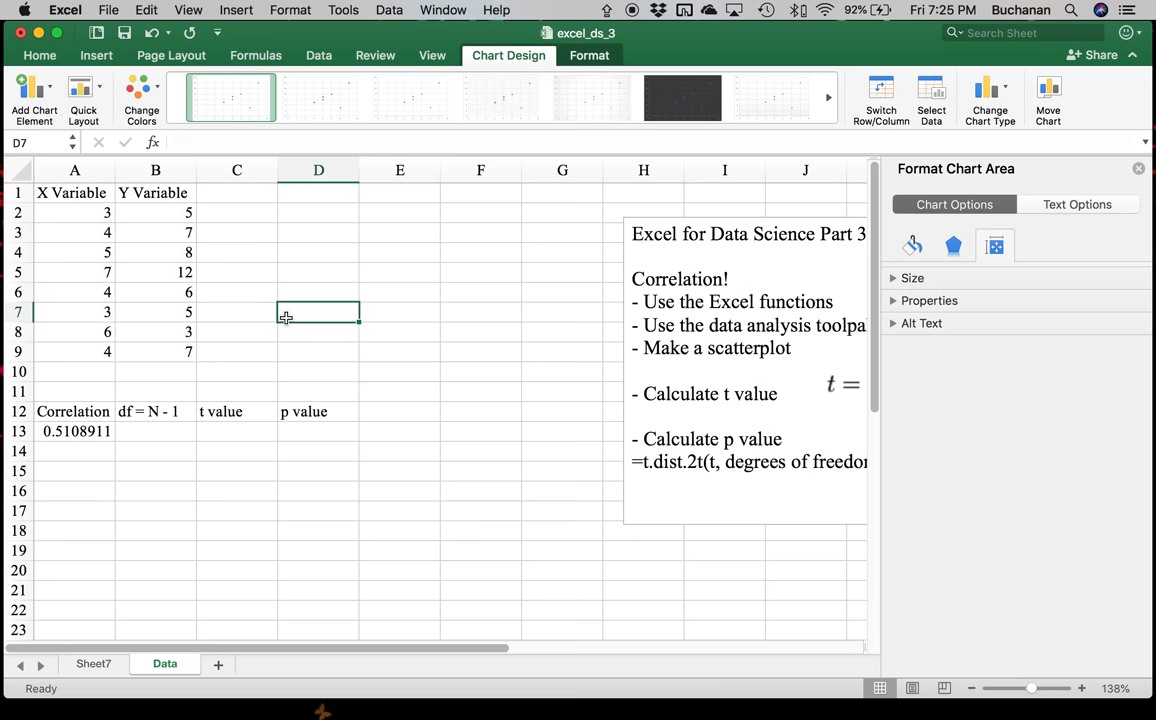 Excel File Edit View Insert Format Tools Data Window Help 92% Fri 7:25 PM Buchanan
excel_ds_3 Search Sheet
Home Insert Page Layout Formulas Data Review View Chart Design Format Share
Add Chart Element Quick Layout Change Colors Switch Row/Column Select Data Change Chart Type Move Chart
D7 fx
A B C D E F G H I J
1 X Variable Y Variable
2 3 5
3 4 7
4 5 8
5 7 12
6 4 6
7 3 5
8 6 3
9 4 7
10
11
12 Correlation df = N - 1 t value p value
13 0.5108911
14
15
16
17
18
19
20
21
22
23
Excel for Data Science Part 3
Correlation!
- Use the Excel functions
- Use the data analysis toolpa
- Make a scatterplot
- Calculate t value t =
- Calculate p value
=t.dist.2t(t, degrees of freedo
Format Chart Area
Chart Options Text Options
Size
Properties
Alt Text
Sheet7 Data +
Ready 138%